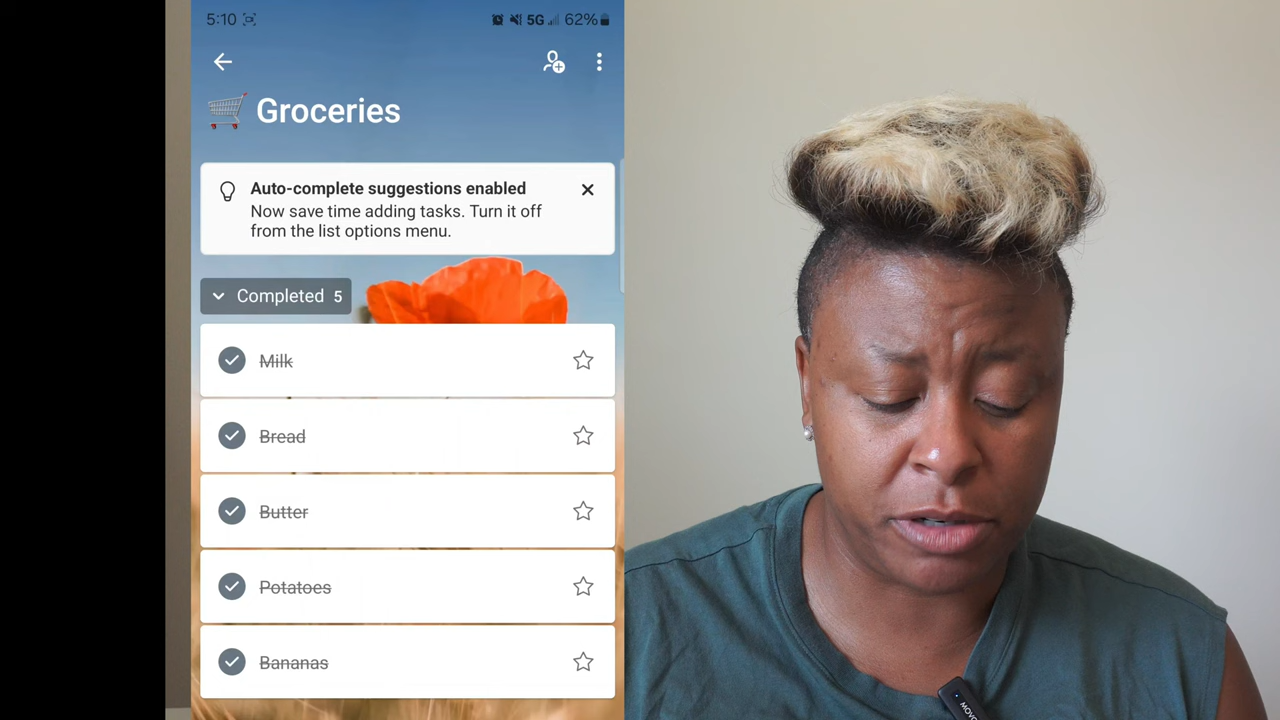 5:10
5G
62%
Groceries
Auto-complete suggestions enabled
Now save time adding tasks. Turn it off
from the list options menu.
Completed 5
Milk
Bread
Butter
Potatoes
Bananas